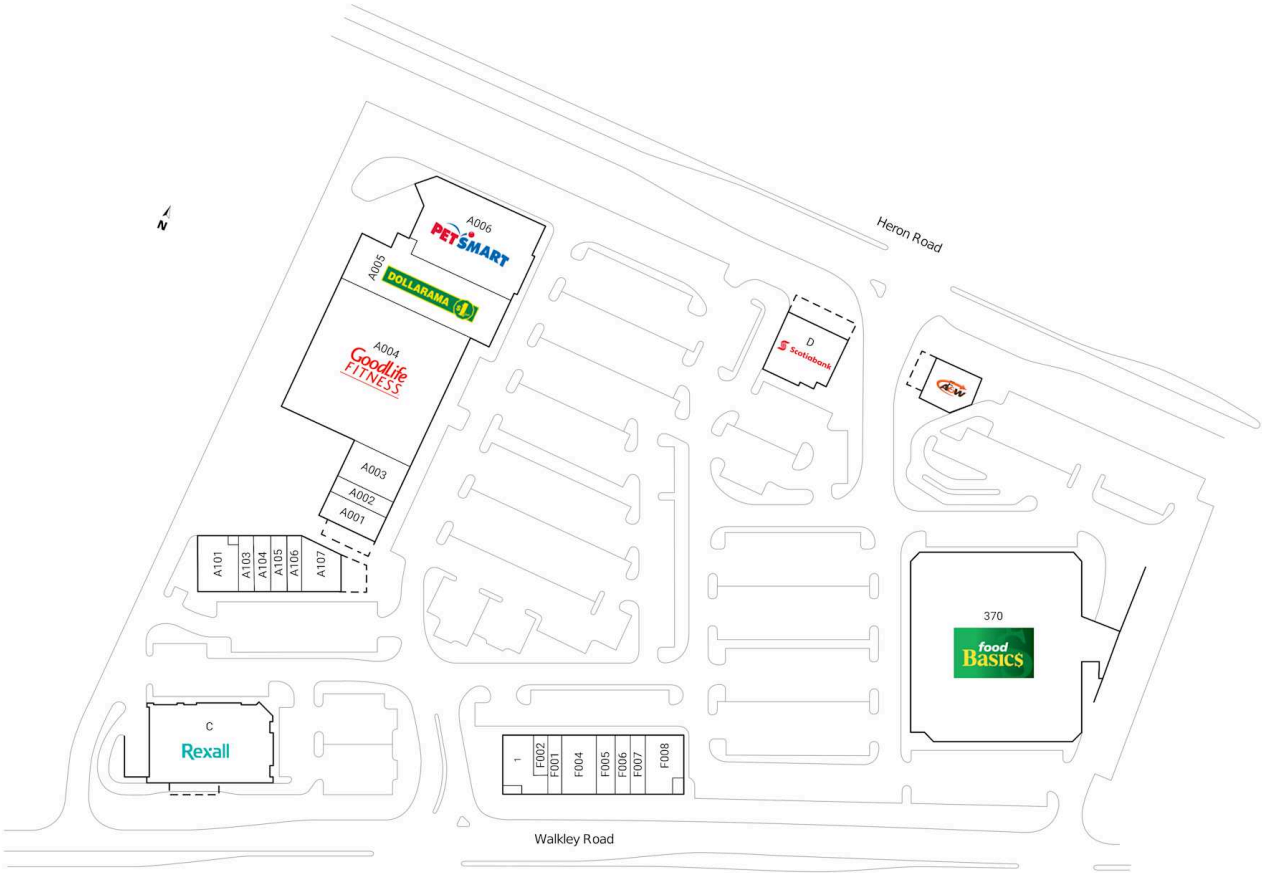 Heron Road
N
A006
PETSMART
A005
DOLLARAMA $1
D
Scotiabank
A004
GoodLife
FITNESS
A&W
A003
A002
A001
A101
A103
A104
A105
A106
A107
370
food
Basics
C
Rexall
1
F002
F001
F004
F005
F006
F007
F008
Walkley Road